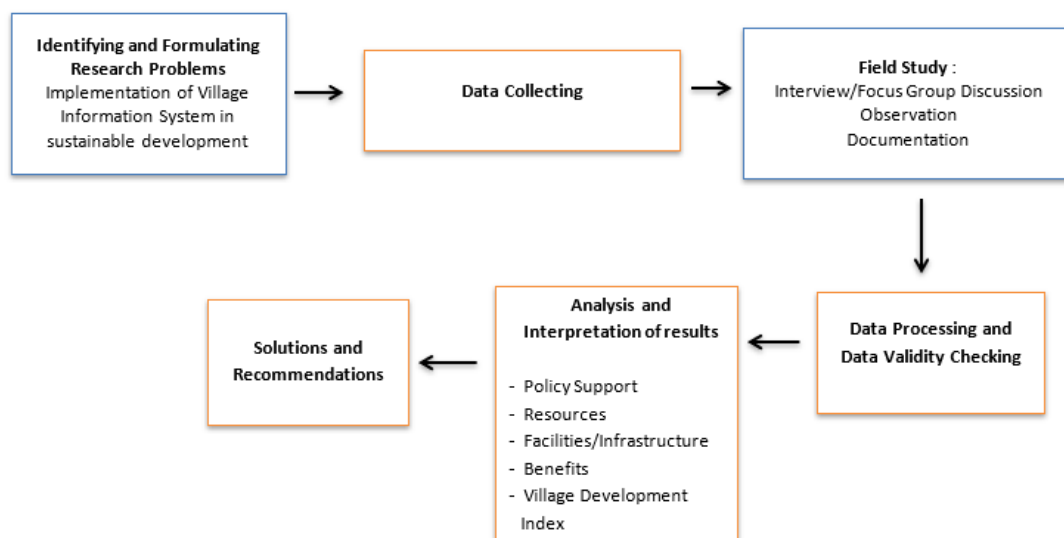 Identifying and Formulating
Research Problems
Implementation of Village
Information System in
sustainable development
Data Collecting
Field Study :
Interview/Focus Group Discussion
Observation
Documentation
Data Processing and
Data Validity Checking
Analysis and
Interpretation of results
- Policy Support
- Resources
- Facilities/Infrastructure
- Benefits
- Village Development
Index
Solutions and
Recommendations